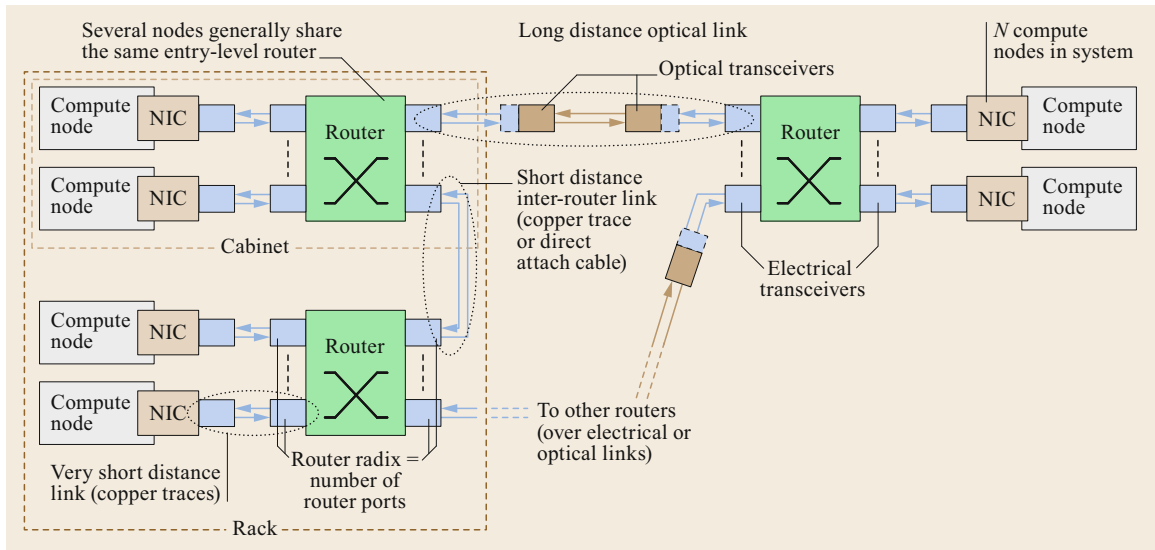 Several nodes generally share
the same entry-level router
Long distance optical link
N compute
nodes in system
Optical transceivers
Compute
node
NIC
Router
Router
NIC
Compute
node
Compute
node
NIC
Short distance
inter-router link
(copper trace
or direct
attach cable)
NIC
Compute
node
Cabinet
Electrical
transceivers
Compute
node
NIC
Router
Compute
node
NIC
To other routers
(over electrical or
optical links)
Very short distance
link (copper traces)
Router radix =
number of
router ports
Rack